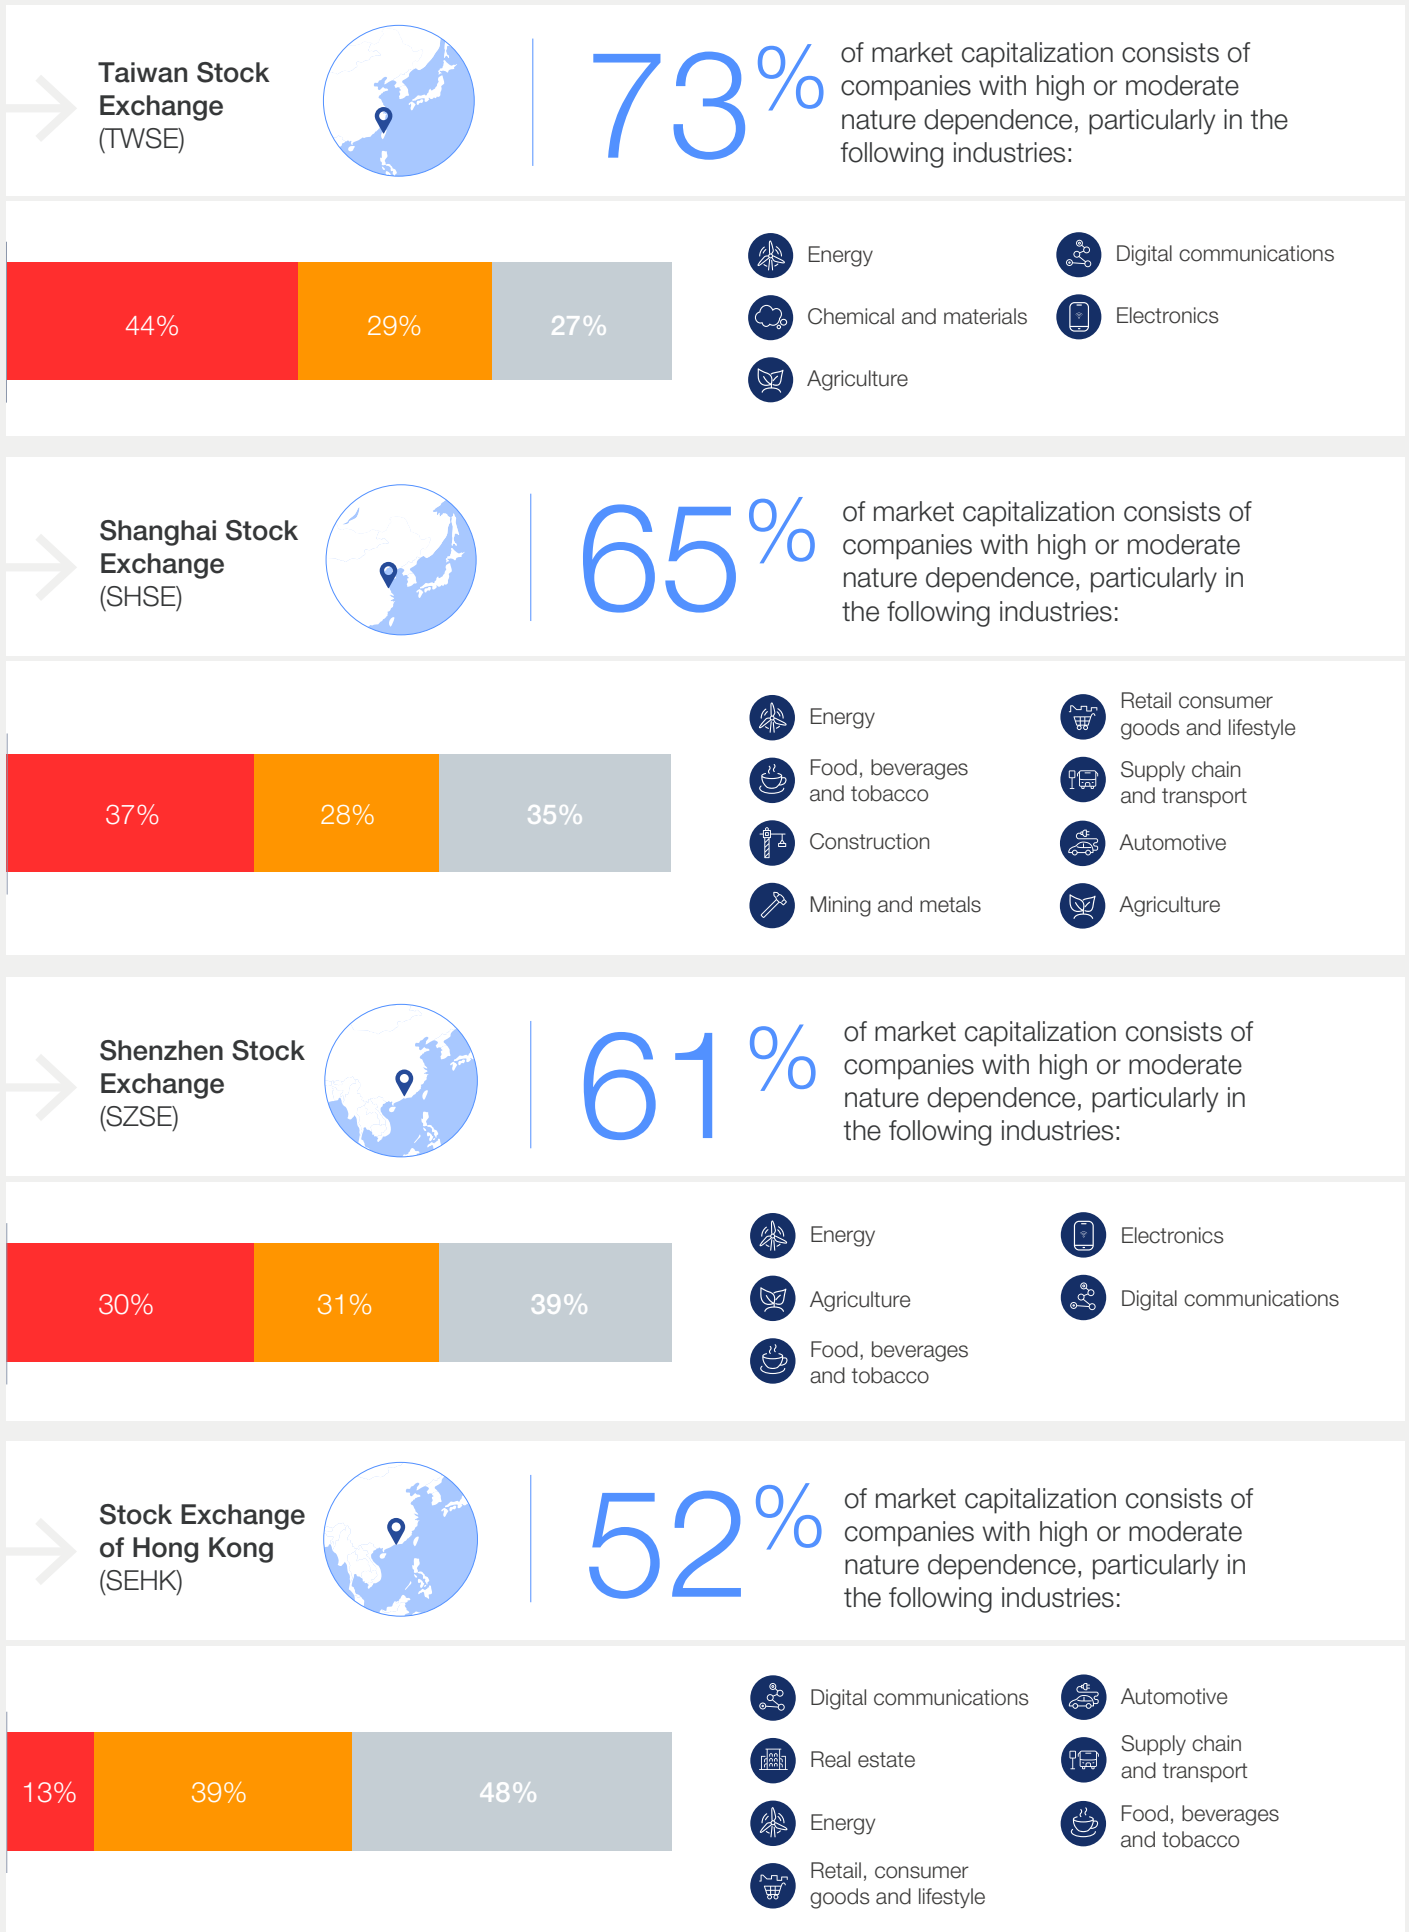 Taiwan Stock
Exchange
(TWSE)
73%
of market capitalization consists of
companies with high or moderate
nature dependence, particularly in the
following industries:
44%
29%
27%
Energy
Chemical and materials
Agriculture
Digital communications
Electronics
Shanghai Stock
Exchange
(SHSE)
65%
of market capitalization consists of
companies with high or moderate
nature dependence, particularly in
the following industries:
37%
28%
35%
Energy
Food, beverages
and tobacco
Construction
Mining and metals
Retail consumer
goods and lifestyle
Supply chain
and transport
Automotive
Agriculture
Shenzhen Stock
Exchange
(SZSE)
61%
of market capitalization consists of
companies with high or moderate
nature dependence, particularly in
the following industries:
30%
31%
39%
Energy
Agriculture
Food, beverages
and tobacco
Electronics
Digital communications
Stock Exchange
of Hong Kong
(SEHK)
52%
of market capitalization consists of
companies with high or moderate
nature dependence, particularly in
the following industries:
13%
39%
48%
Digital communications
Real estate
Energy
Retail, consumer
goods and lifestyle
Automotive
Supply chain
and transport
Food, beverages
and tobacco